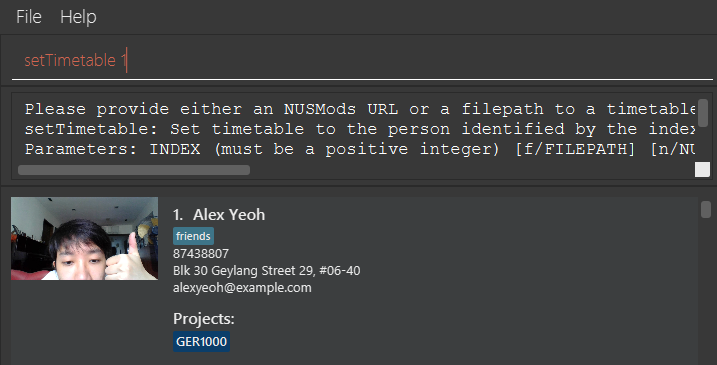 File Help
setTimetable 1
Please provide either an NUSMods URL or a filepath to a timetable
setTimetable: Set timetable to the person identified by the index
Parameters: INDEX (must be a positive integer) [f/FILEPATH] [n/NU
1. Alex Yeoh
friends
87438807
Blk 30 Geylang Street 29, #06-40
alexyeoh@example.com
Projects:
GER1000